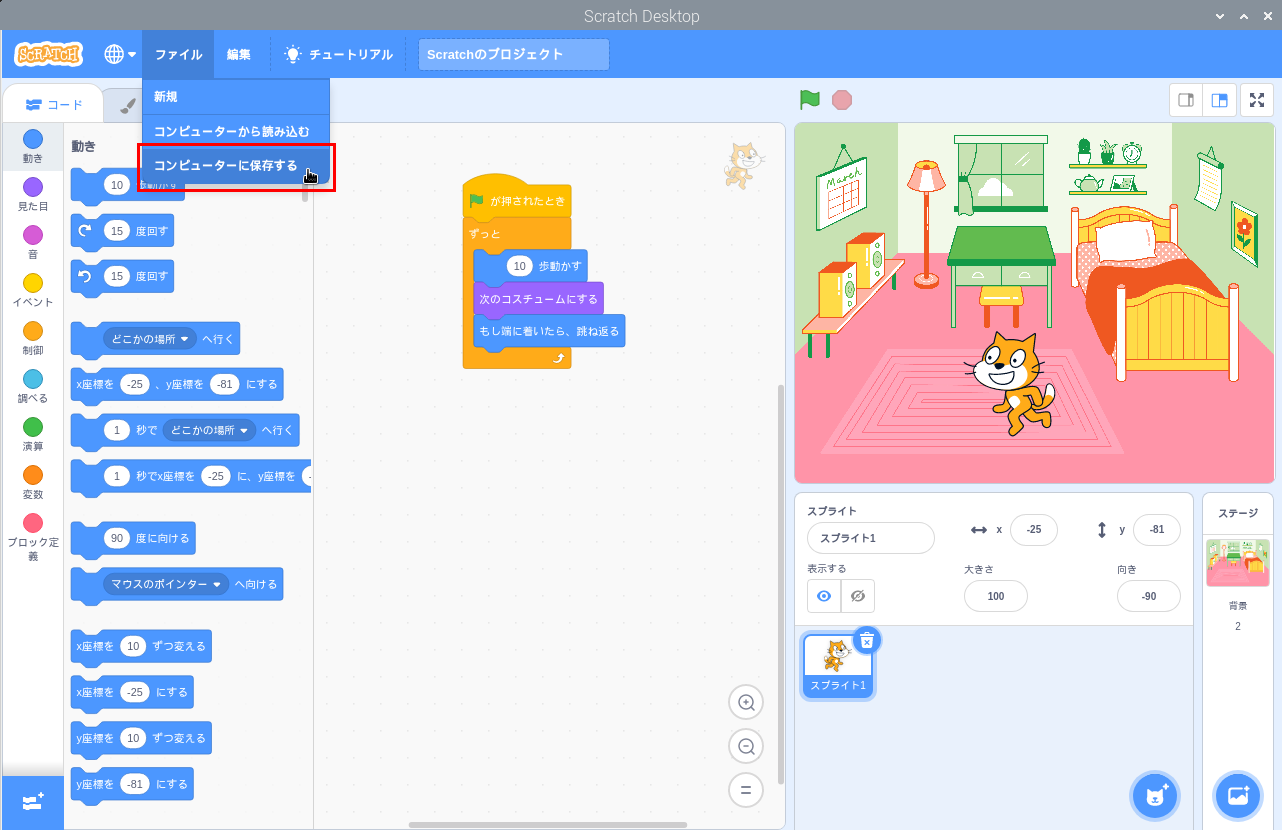 Scratch Desktop
SCRATCH
ファイル
編集
チュートリアル
Scratchのプロジェクト
新規
コンピューターから読み込む
コンピューターに保存する
コード
動き
見た目
音
イベント
制御
調べる
演算
変数
ブロック定
義
動き
10 歩動かす
15 度回す
15 度回す
どこかの場所 へ行く
x座標を -25 、y座標を -81 にする
1 秒で どこかの場所 へ行く
1 秒でx座標を -25 に、y座標を
90 度に向ける
マウスのポインター へ向ける
x座標を 10 ずつ変える
x座標を -25 にする
y座標を 10 ずつ変える
y座標を -81 にする
が押されたとき
ずっと
10 歩動かす
次のコスチュームにする
もし端に着いたら、跳ね返る
March
スプライト
スプライト1
x -25
y -81
表示する
大きさ
100
向き
-90
スプライト1
ステージ
背景
2